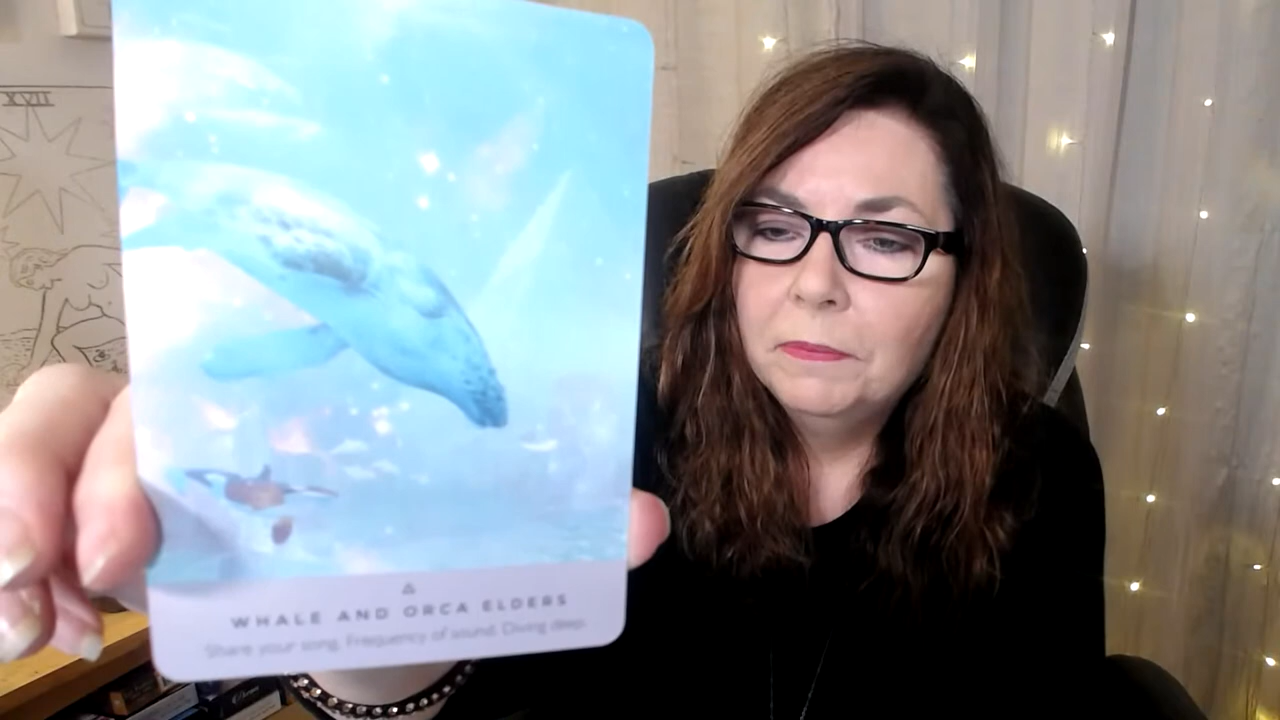 XVII
WHALE AND ORCA ELDERS
Share your song. Frequency of sound. Diving deep.